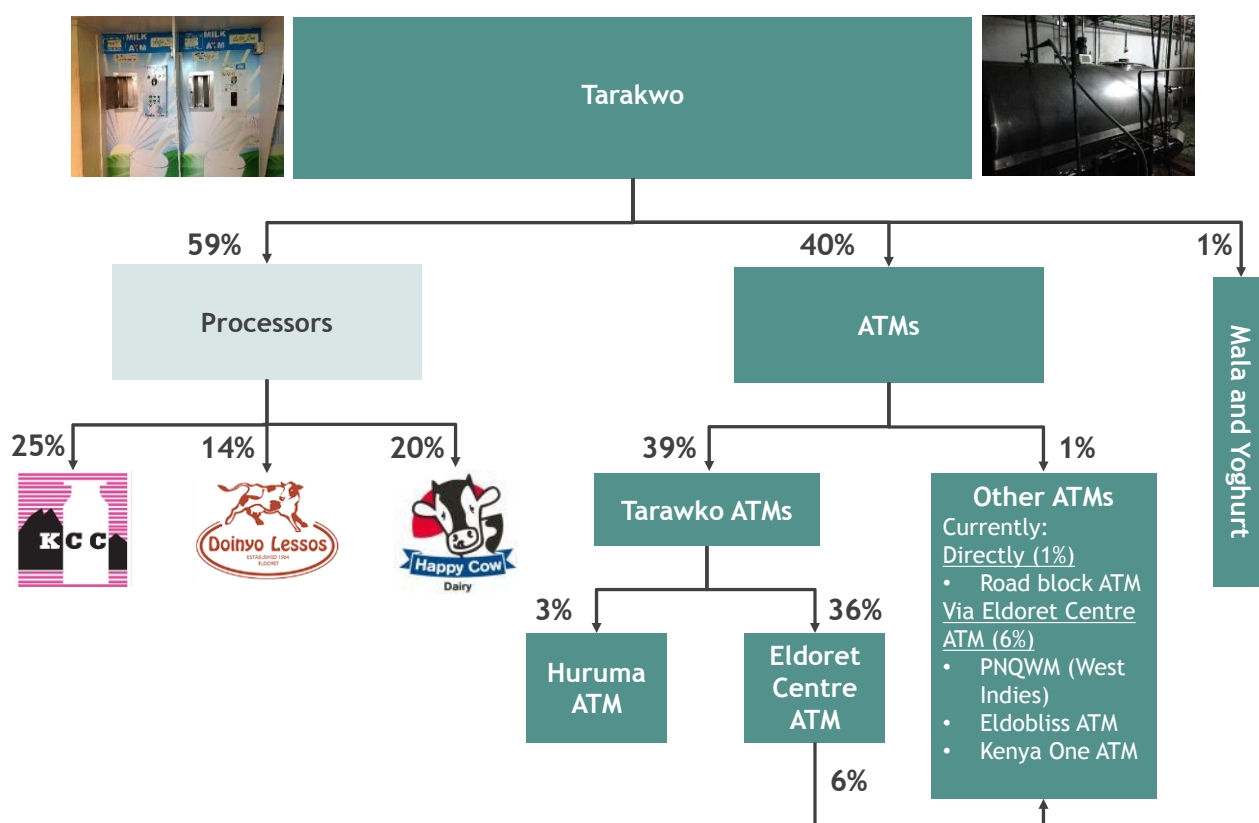 MILK
ATM
MILK
ATM
Tarakwo
59%
40%
1%
Processors
ATMs
Mala and Yoghurt
25%
14%
20%
39%
1%
KCC
Doinyo Lessos
ESTABLISHED 1984
ELDORET
Happy Cow
Dairy
Tarawko ATMs
Other ATMs
Currently:
Directly (1%)
• Road block ATM
Via Eldoret Centre
ATM (6%)
• PNQWM (West
Indies)
• Eldobliss ATM
• Kenya One ATM
3%
36%
Huruma
ATM
Eldoret
Centre
ATM
6%